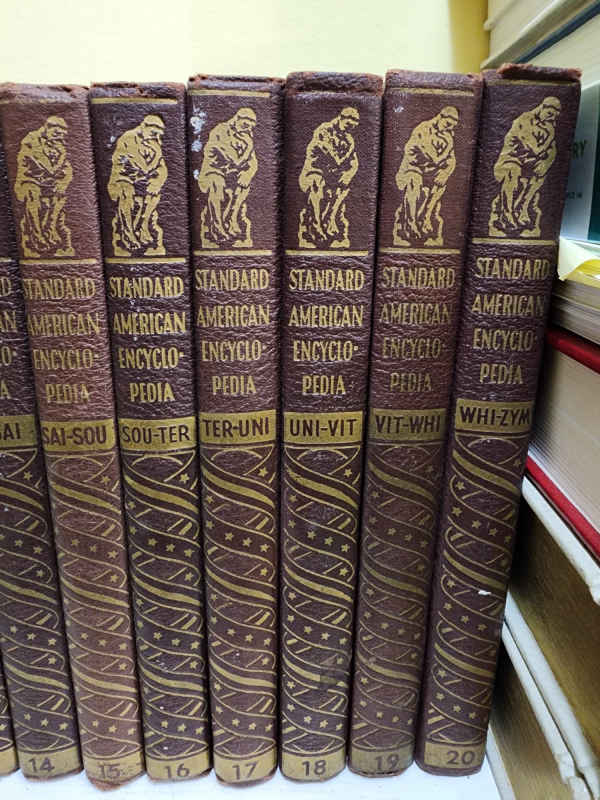 SAI
14
STANDARD
AMERICAN
ENCYCLO-
PEDIA
SAI-SOU
15
STANDARD
AMERICAN
ENCYCLO-
PEDIA
SOU-TER
16
STANDARD
AMERICAN
ENCYCLO-
PEDIA
TER-UNI
17
STANDARD
AMERICAN
ENCYCLO-
PEDIA
UNI-VIT
18
STANDARD
AMERICAN
ENCYCLO-
PEDIA
VIT-WHI
19
STANDARD
AMERICAN
ENCYCLO-
PEDIA
WHI-ZYM
20
RY